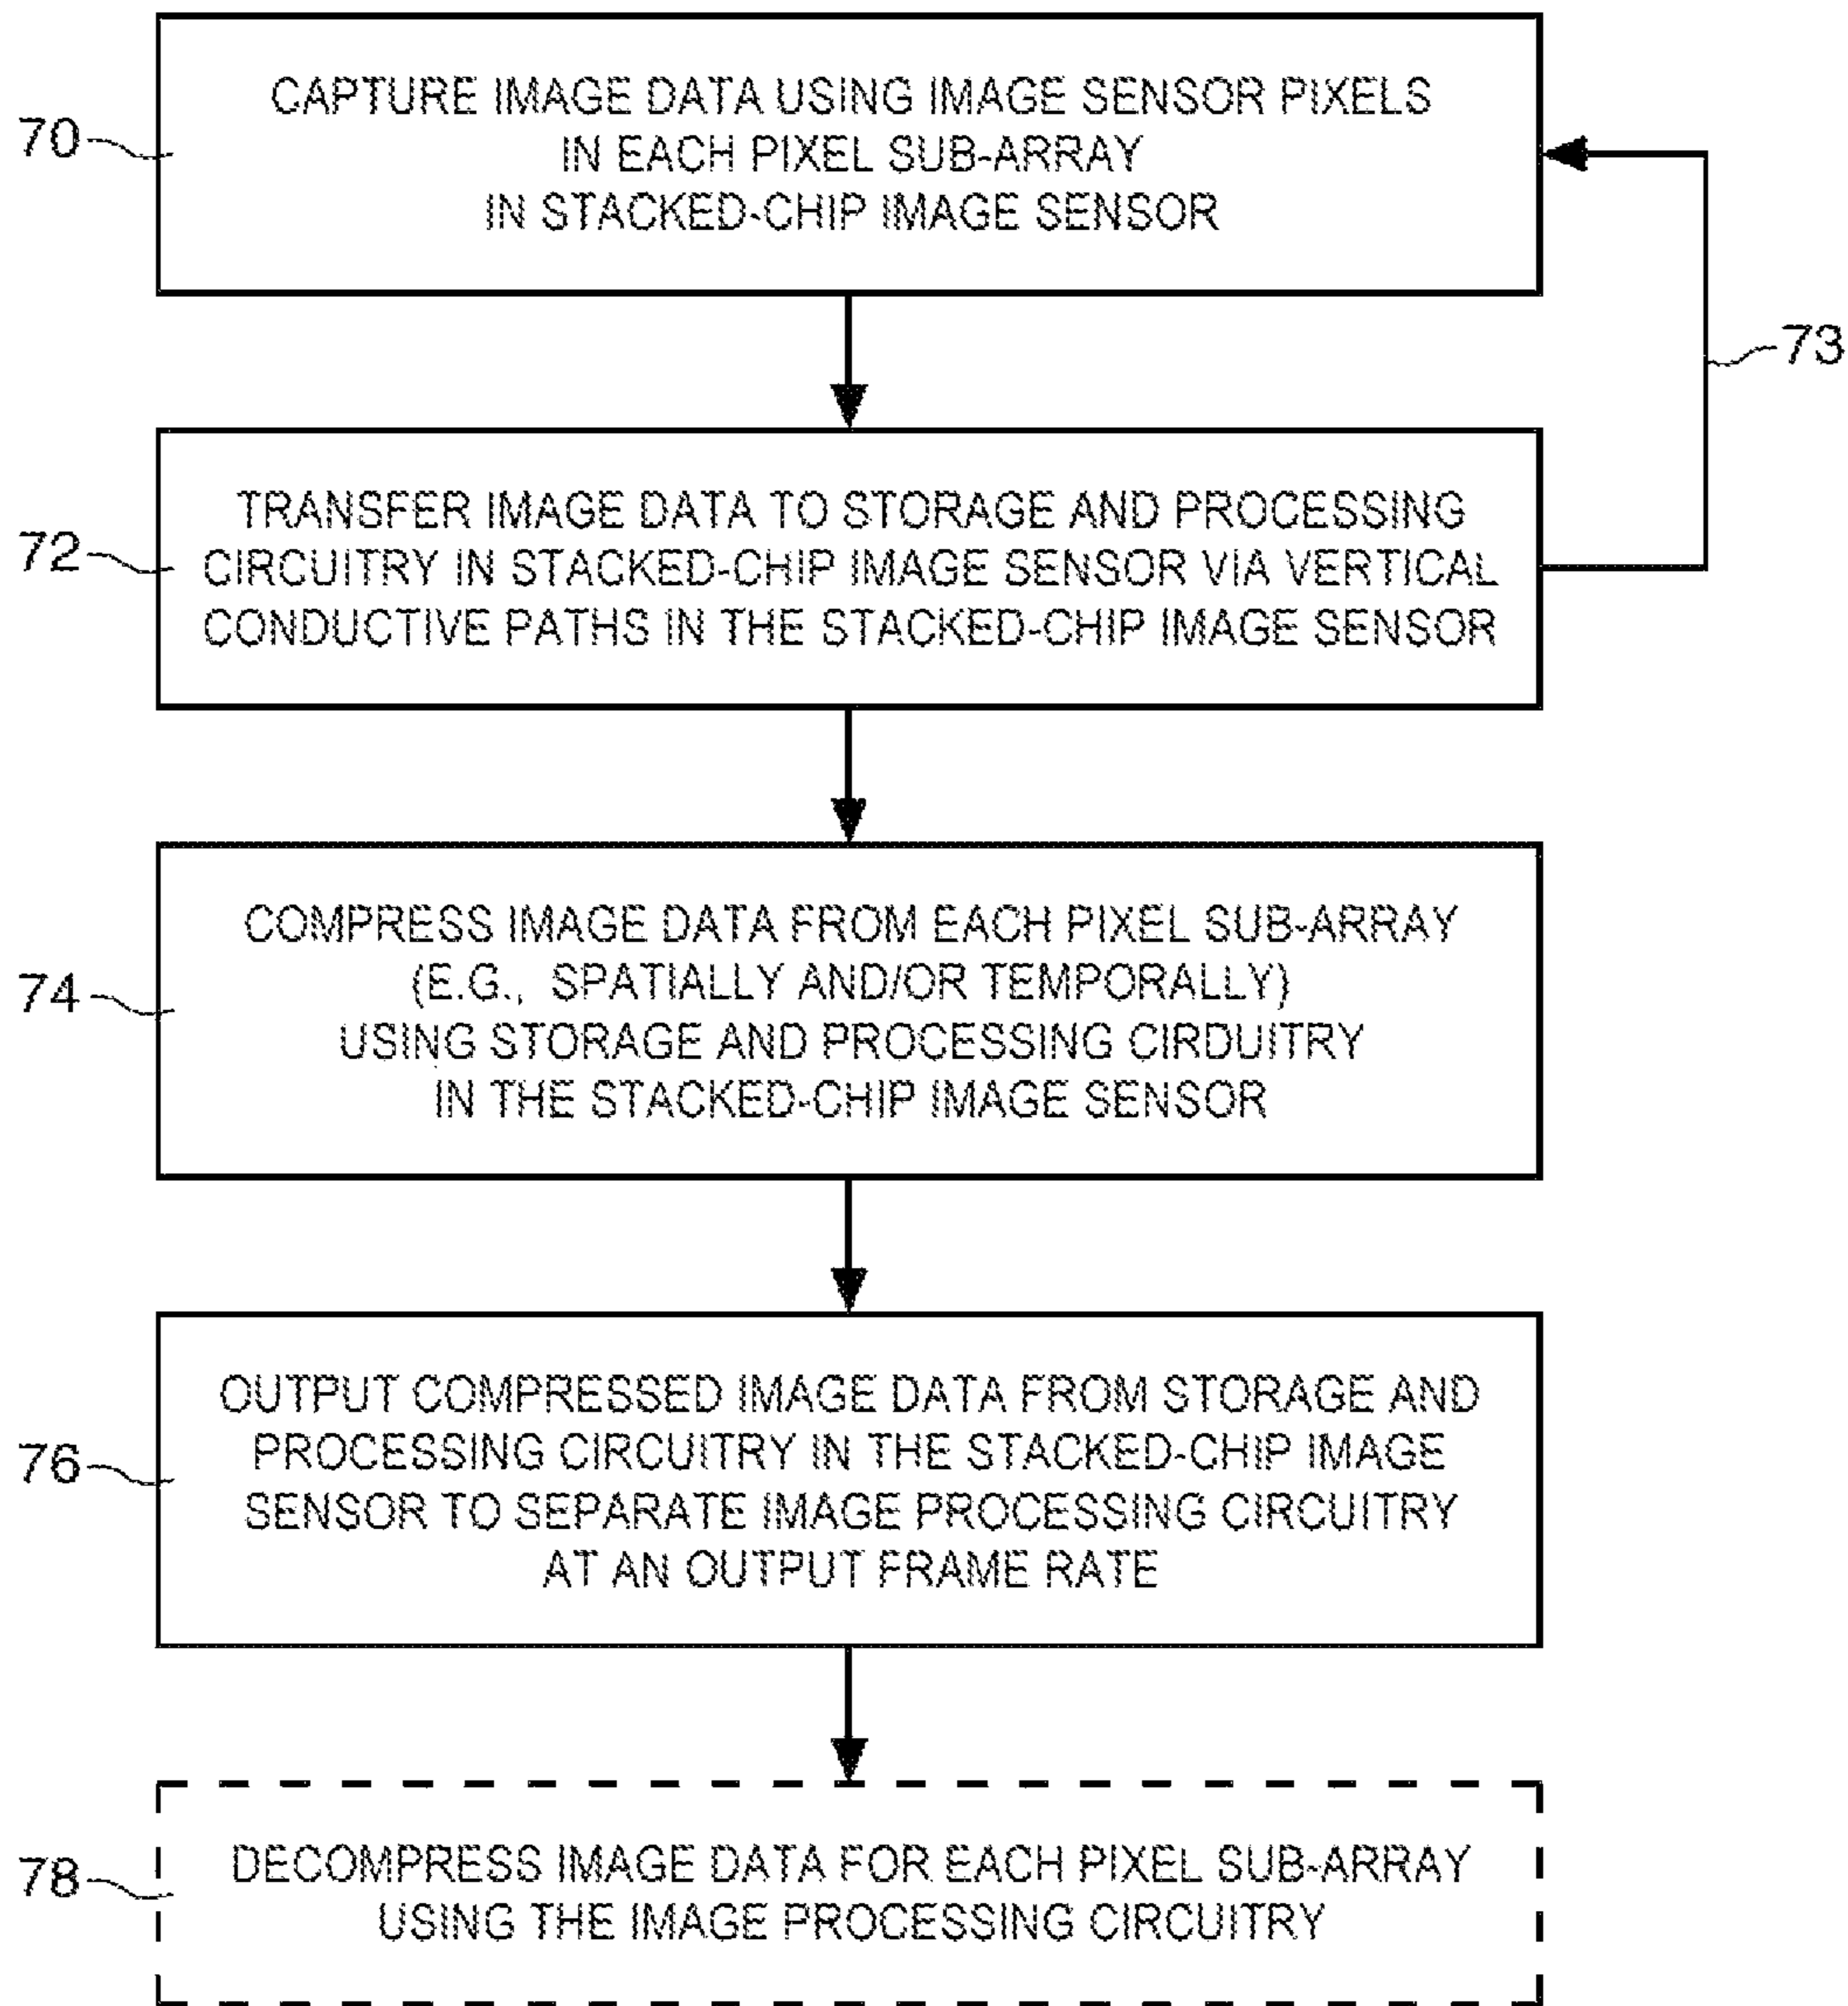 CAPTURE IMAGE DATA USING IMAGE SENSOR PIXELS
IN EACH PIXEL SUB-ARRAY
IN STACKED-CHIP IMAGE SENSOR
70
73
TRANSFER IMAGE DATA TO STORAGE AND PROCESSING
CIRCUITRY IN STACKED-CHIP IMAGE SENSOR VIA VERTICAL
CONDUCTIVE PATHS IN THE STACKED-CHIP IMAGE SENSOR
72
COMPRESS IMAGE DATA FROM EACH PIXEL SUB-ARRAY
(E.G., SPATIALLY AND/OR TEMPORALLY)
USING STORAGE AND PROCESSING CIRDUITRY
IN THE STACKED-CHIP IMAGE SENSOR
74
OUTPUT COMPRESSED IMAGE DATA FROM STORAGE AND
PROCESSING CIRCUITRY IN THE STACKED-CHIP IMAGE
SENSOR TO SEPARATE IMAGE PROCESSING CIRCUITRY
AT AN OUTPUT FRAME RATE
76
DECOMPRESS IMAGE DATA FOR EACH PIXEL SUB-ARRAY
USING THE IMAGE PROCESSING CIRCUITRY
78